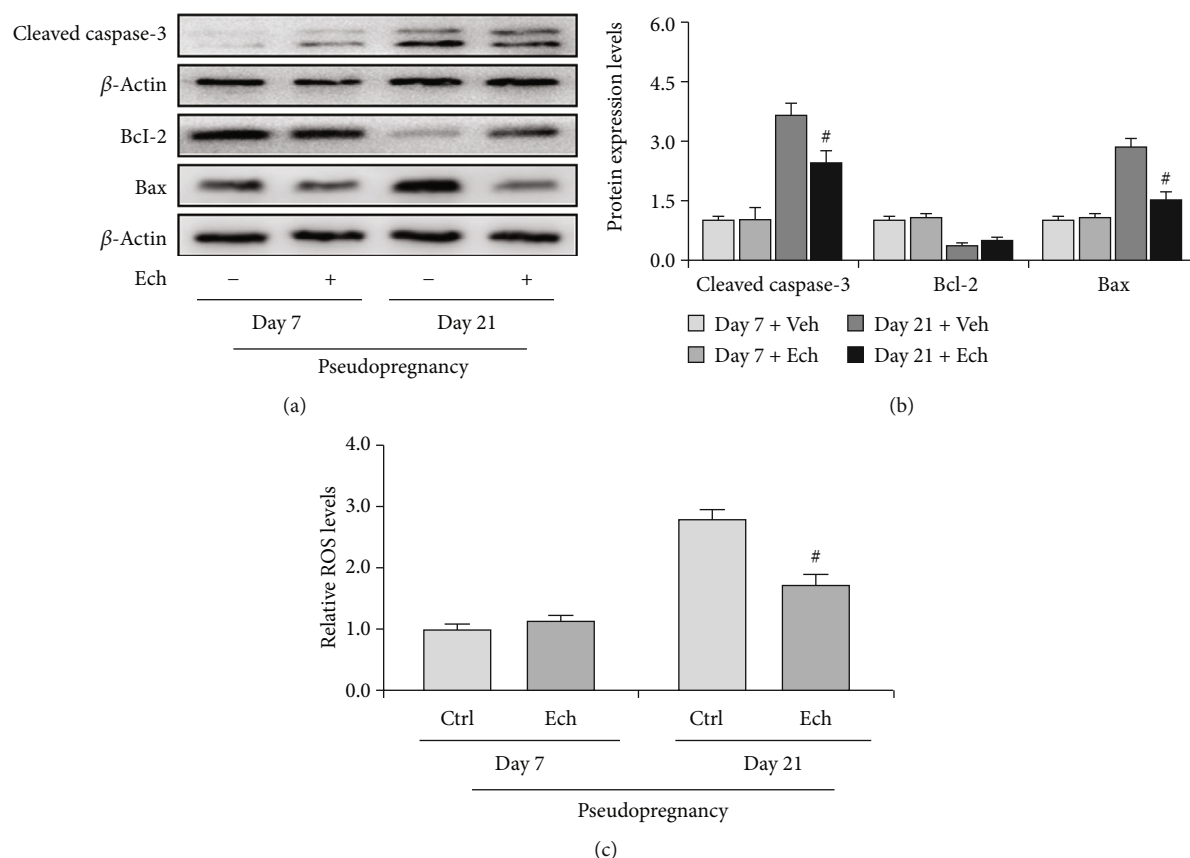 Cleaved caspase-3
β-Actin
BcI-2
Bax
β-Actin
Ech − + − +
Day 7 Day 21
Pseudopregnancy
(a)
Protein expression levels
6.0
4.5
3.0
1.5
0.0
# #
Cleaved caspase-3 Bcl-2 Bax
Day 7 + Veh Day 21 + Veh
Day 7 + Ech Day 21 + Ech
(b)
Relative ROS levels
4.0
3.0
2.0
1.0
0.0
#
Ctrl Ech Ctrl Ech
Day 7 Day 21
Pseudopregnancy
(c)